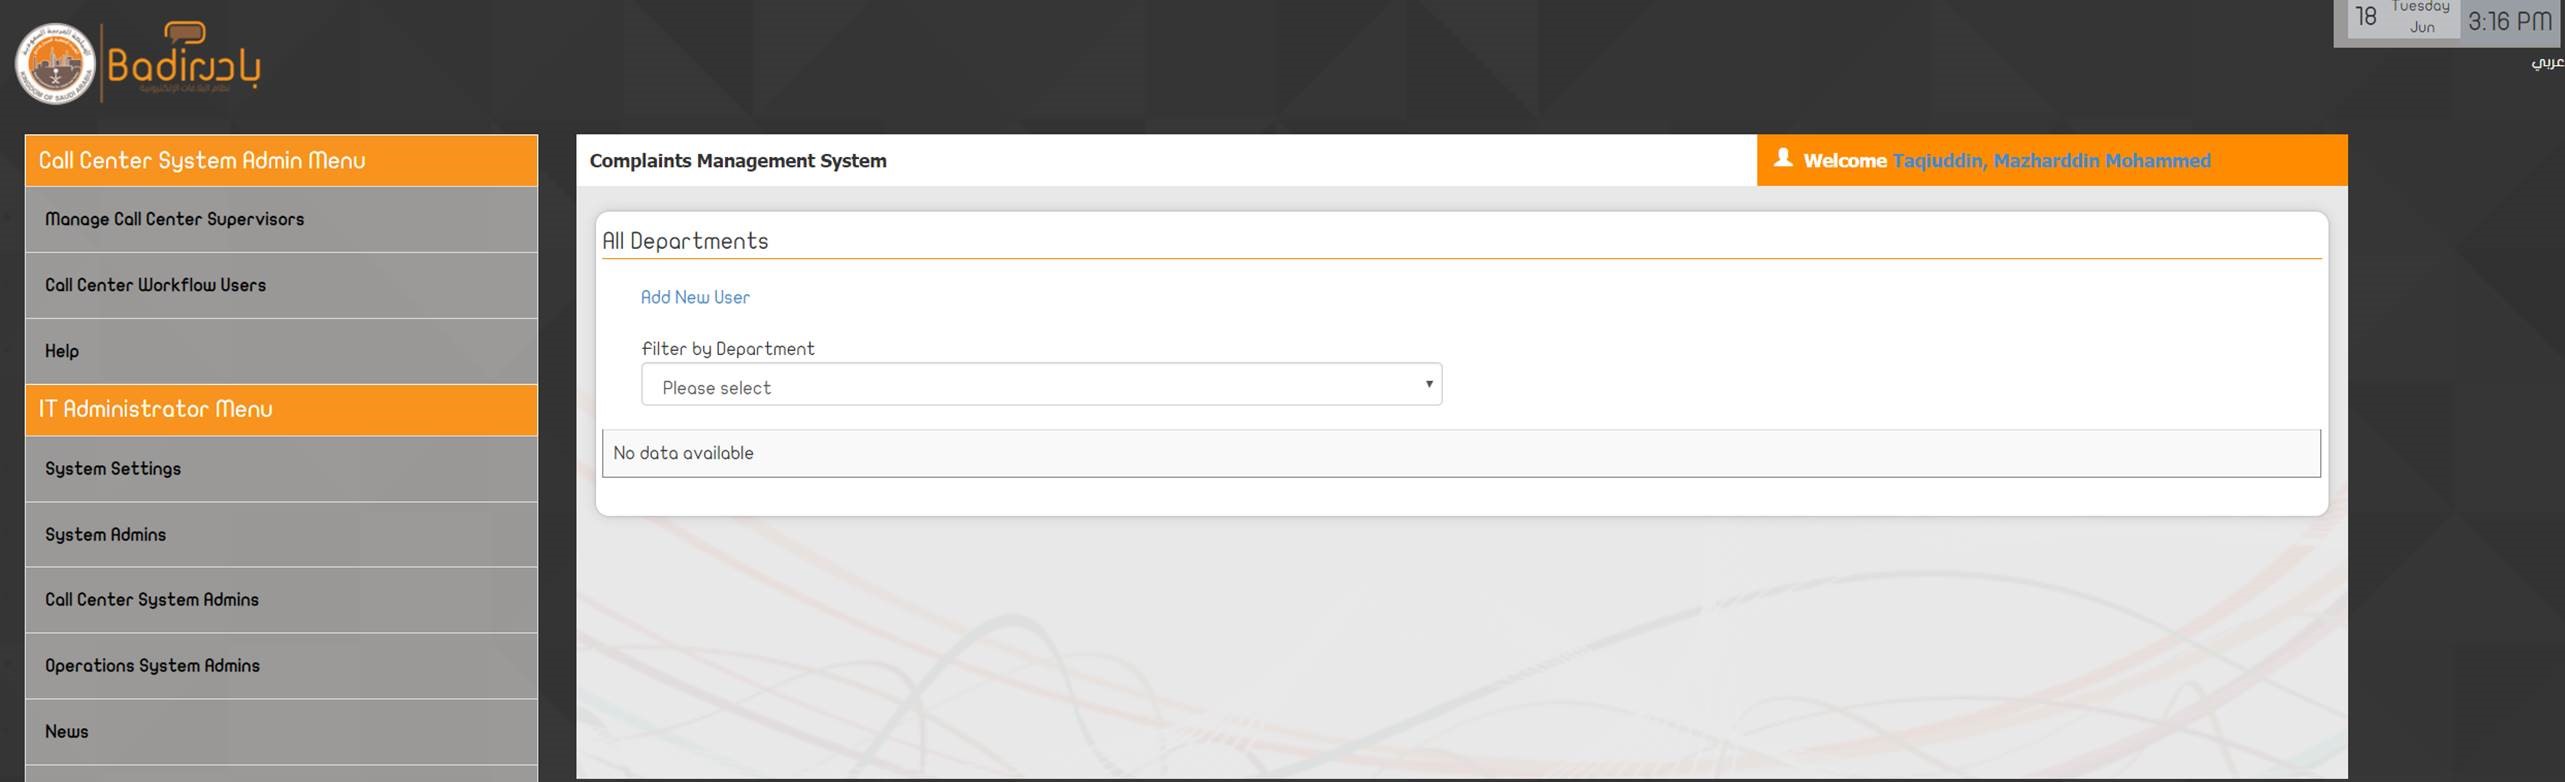 Badir بادر
نظام البلاغات الإلكترونية
KINGDOM OF SAUDI ARABIA
18 Tuesday Jun 3:16 PM
عربي
Call Center System Admin Menu
Manage Call Center Supervisors
Call Center Workflow Users
Help
IT Administrator Menu
System Settings
System Admins
Call Center System Admins
Operations System Admins
News
Complaints Management System
Welcome Taqiuddin, Mazharddin Mohammed
All Departments
Add New User
Filter by Department
Please select
No data available